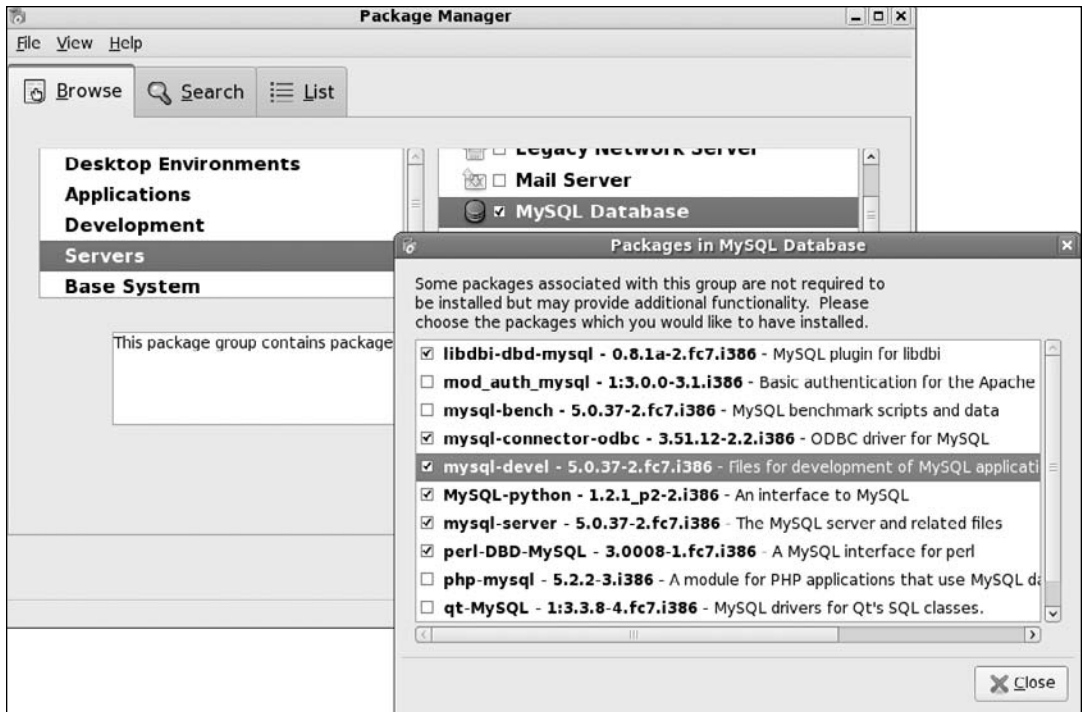 Package Manager
File View Help
Browse Search List
Desktop Environments
Applications
Development
Servers
Base System
Legacy Network Server
Mail Server
MySQL Database
This package group contains package
Packages in MySQL Database
Some packages associated with this group are not required to
be installed but may provide additional functionality. Please
choose the packages which you would like to have installed.
libdbi-dbd-mysql - 0.8.1a-2.fc7.i386 - MySQL plugin for libdbi
mod_auth_mysql - 1:3.0.0-3.1.i386 - Basic authentication for the Apache
mysql-bench - 5.0.37-2.fc7.i386 - MySQL benchmark scripts and data
mysql-connector-odbc - 3.51.12-2.2.i386 - ODBC driver for MySQL
mysql-devel - 5.0.37-2.fc7.i386 - Files for development of MySQL applicati
MySQL-python - 1.2.1_p2-2.i386 - An interface to MySQL
mysql-server - 5.0.37-2.fc7.i386 - The MySQL server and related files
perl-DBD-MySQL - 3.0008-1.fc7.i386 - A MySQL interface for perl
php-mysql - 5.2.2-3.i386 - A module for PHP applications that use MySQL da
qt-MySQL - 1:3.3.8-4.fc7.i386 - MySQL drivers for Qt's SQL classes.
Close